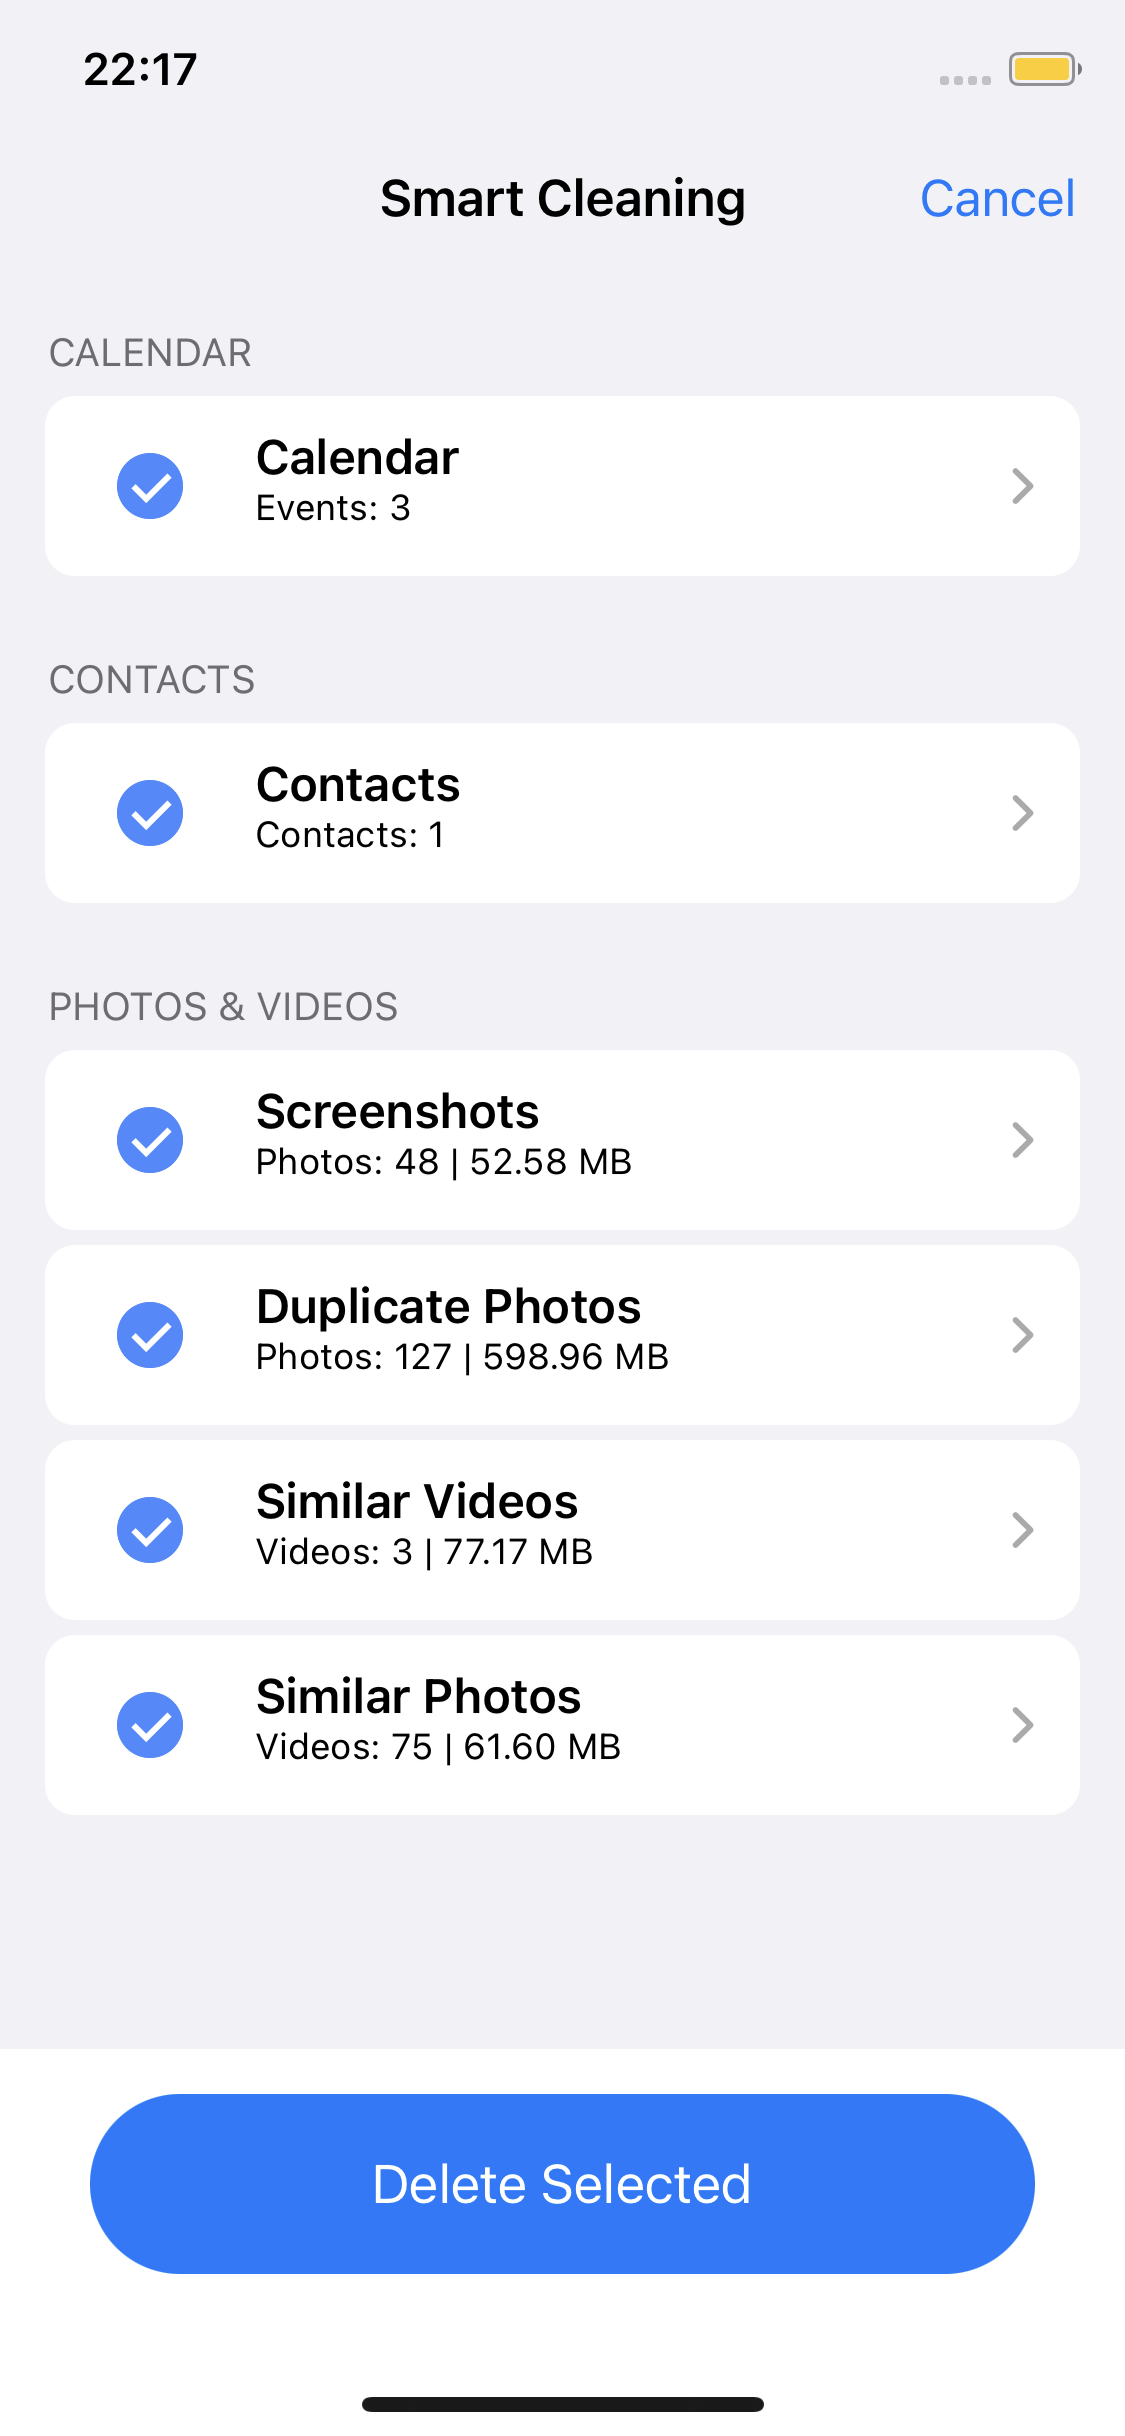 22:17
Smart Cleaning
Cancel
CALENDAR
Calendar
Events: 3
CONTACTS
Contacts
Contacts: 1
PHOTOS & VIDEOS
Screenshots
Photos: 48 | 52.58 MB
Duplicate Photos
Photos: 127 | 598.96 MB
Similar Videos
Videos: 3 | 77.17 MB
Similar Photos
Videos: 75 | 61.60 MB
Delete Selected